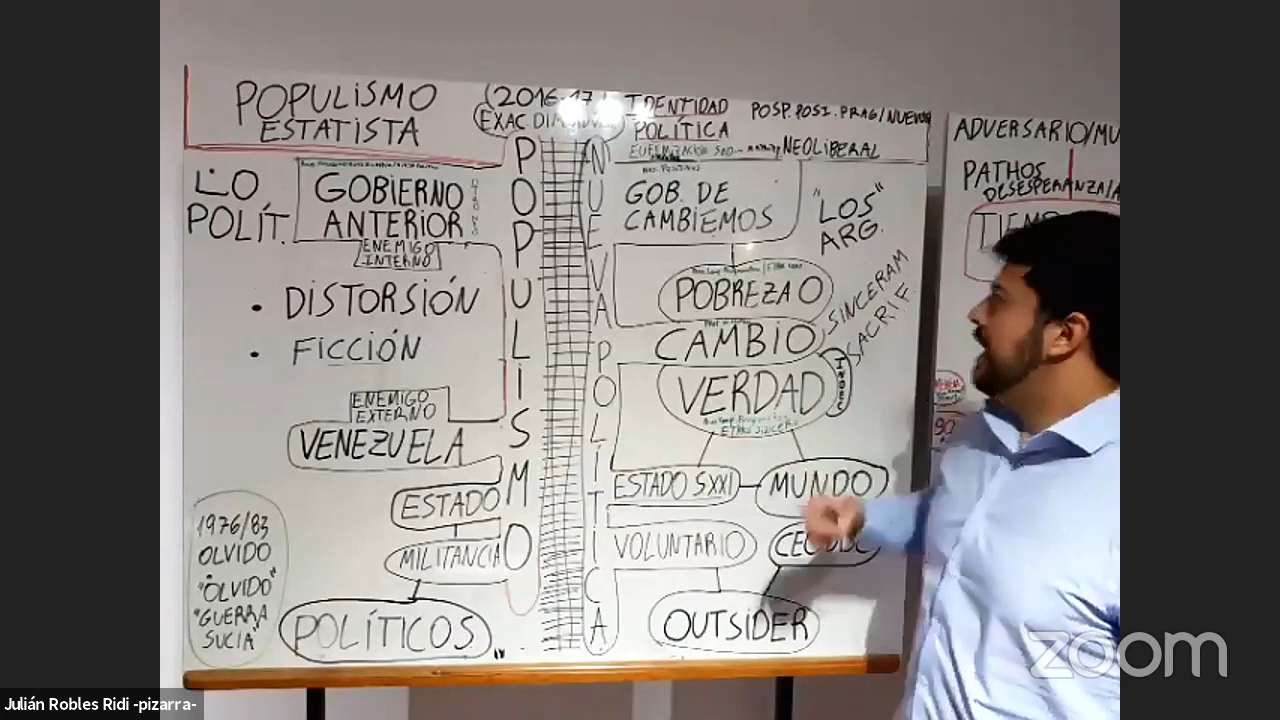 POPULISMO
ESTATISTA
(2016-17)
IDENTIDAD
POLÍTICA
POSP. POSI. PRAG/NUEVOS
NEOLIBERAL
LO
POLÍT.
GOBIERNO
ANTERIOR
ENEMIGO
INTERNO
• DISTORSIÓN
• FICCIÓN
ENEMIGO
EXTERNO
VENEZUELA
ESTADO
MILITANCIA
POLÍTICOS
1976/83
OLVIDO
"OLVIDO"
"GUERRA
SUCIA"
POPULISMO
NUEVA POLÍTICA
GOB. DE
CAMBIEMOS
"LOS"
ARG.
POBREZA O
CAMBIO
SINCERAM
SACRIF.
VERDAD
ESTADO SXXI
MUNDO
VOLUNTARIO
OUTSIDER
ADVERSARIO/MU
PATHOS
DESESPERANZA/A
zoom
Julián Robles Ridi -pizarra-